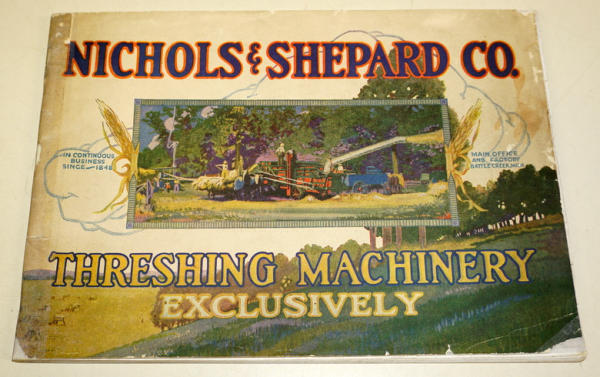 NICHOLS & SHEPARD CO.
IN CONTINUOUS
BUSINESS
SINCE 1848
MAIN OFFICE
AND FACTORY
BATTLE CREEK, MICH.
THRESHING MACHINERY
EXCLUSIVELY